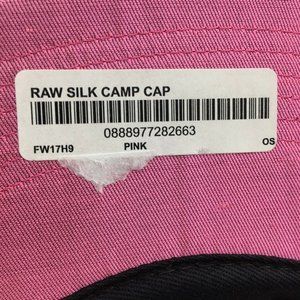 RAW SILK CAMP CAP
0888977282663
FW17H9 PINK OS